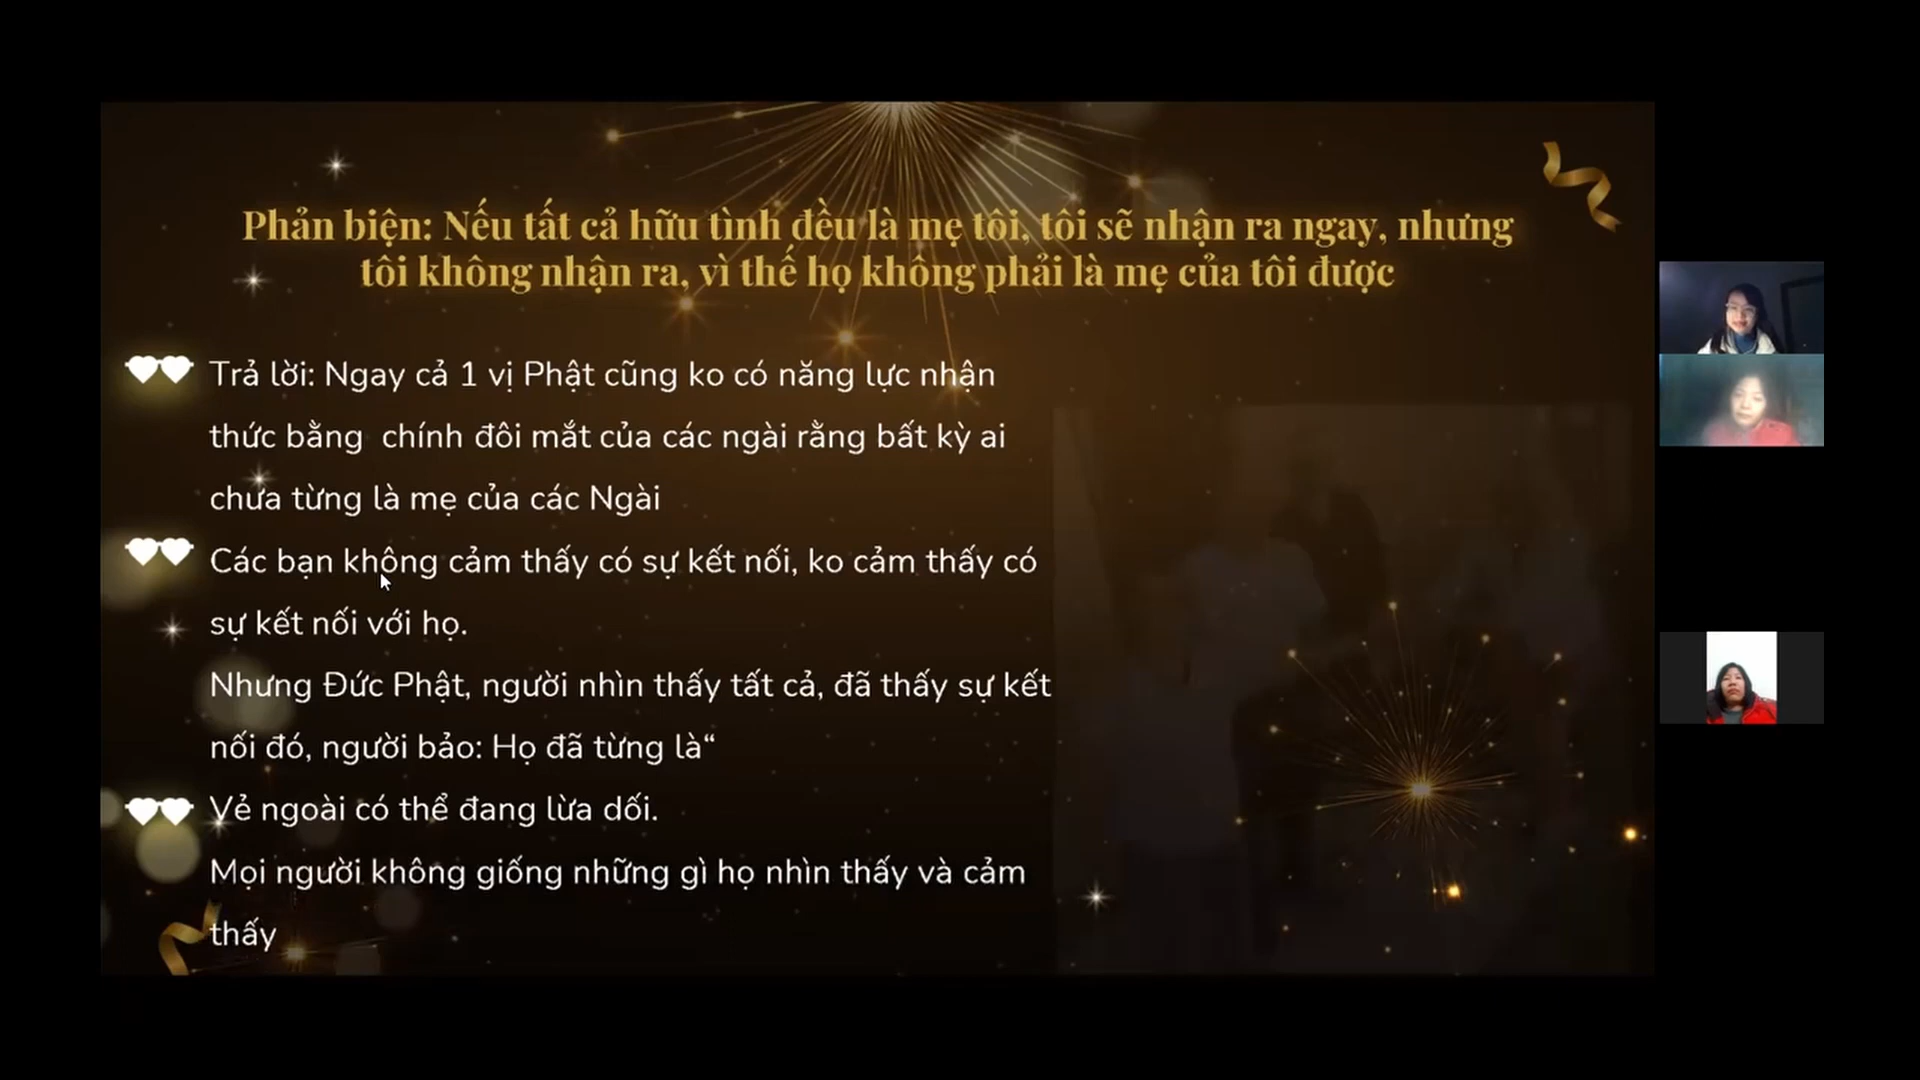 Phản biện: Nếu tất cả hữu tình đều là mẹ tôi, tôi sẽ nhận ra ngay, nhưng
tôi không nhận ra, vì thế họ không phải là mẹ của tôi được
Trả lời: Ngay cả 1 vị Phật cũng ko có năng lực nhận
thức bằng  chính đôi mắt của các ngài rằng bất kỳ ai
chưa từng là mẹ của các Ngài
Các bạn không cảm thấy có sự kết nối, ko cảm thấy có
sự kết nối với họ.
Nhưng Đức Phật, người nhìn thấy tất cả, đã thấy sự kết
nối đó, người bảo: Họ đã từng là“
Vẻ ngoài có thể đang lừa dối.
Mọi người không giống những gì họ nhìn thấy và cảm
thấy